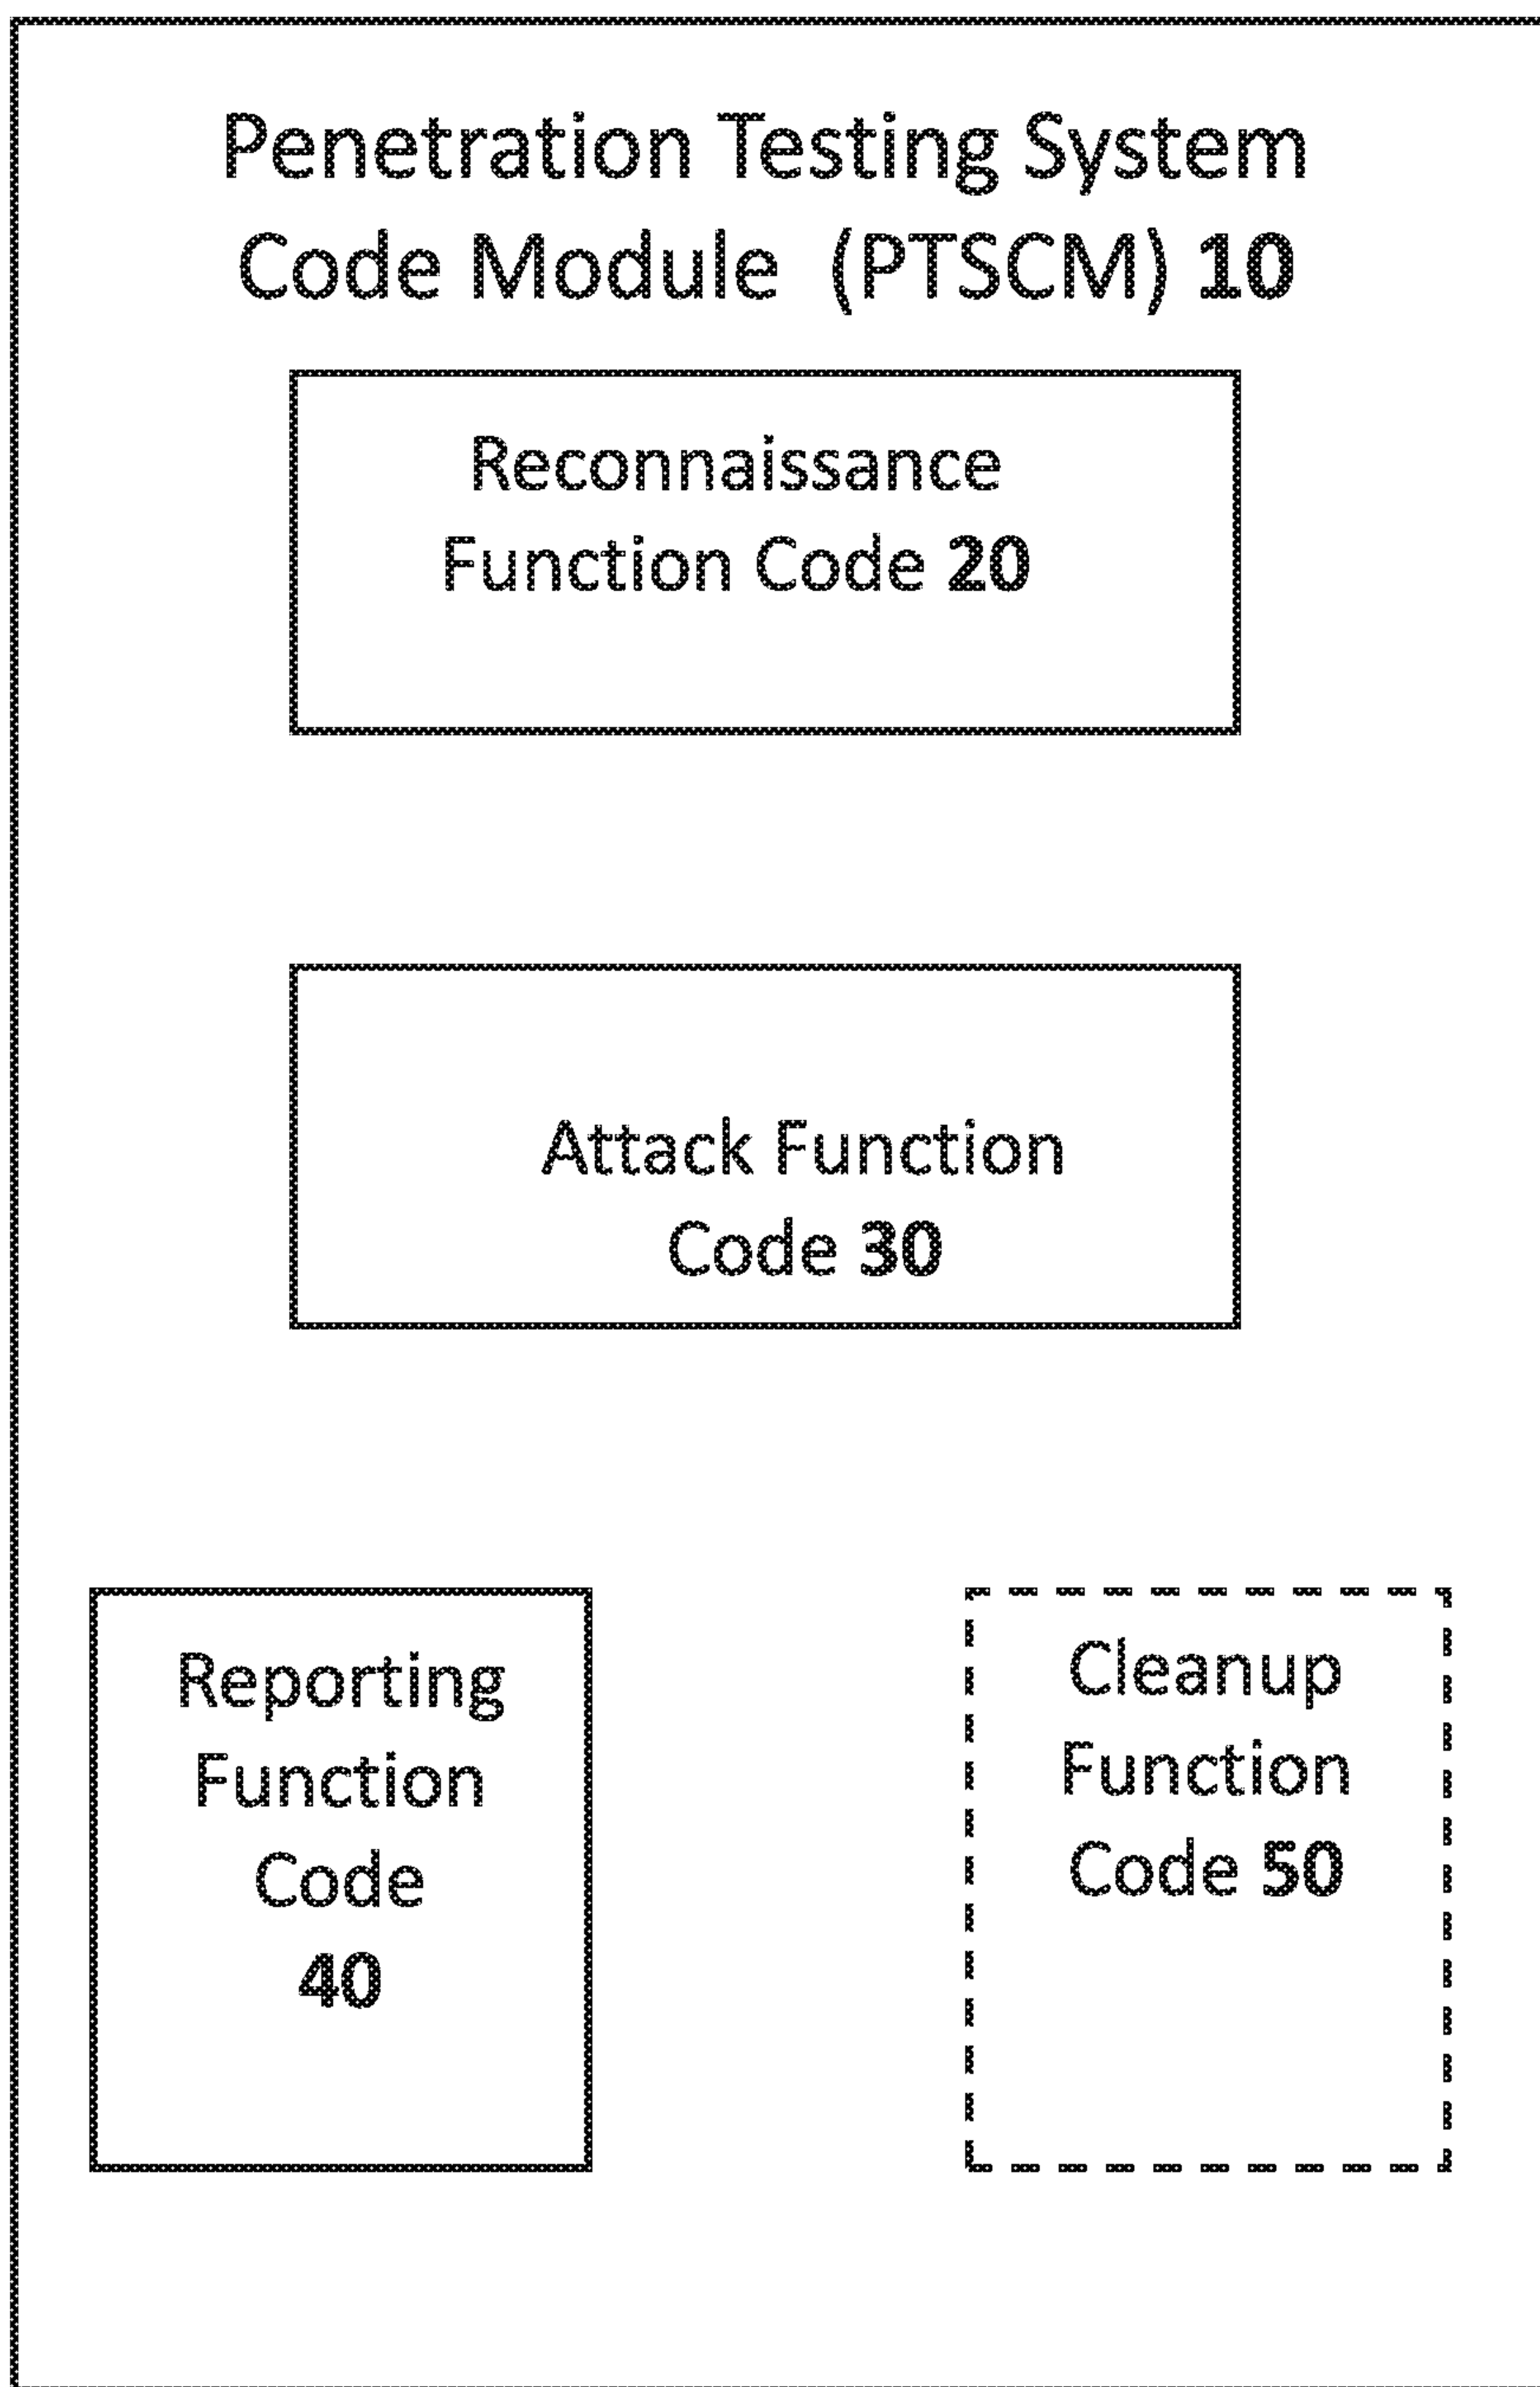 Penetration Testing System
Code Module (PTSCM) 10
Reconnaissance
Function Code 20
Attack Function
Code 30
Reporting
Function
Code
40
Cleanup
Function
Code 50